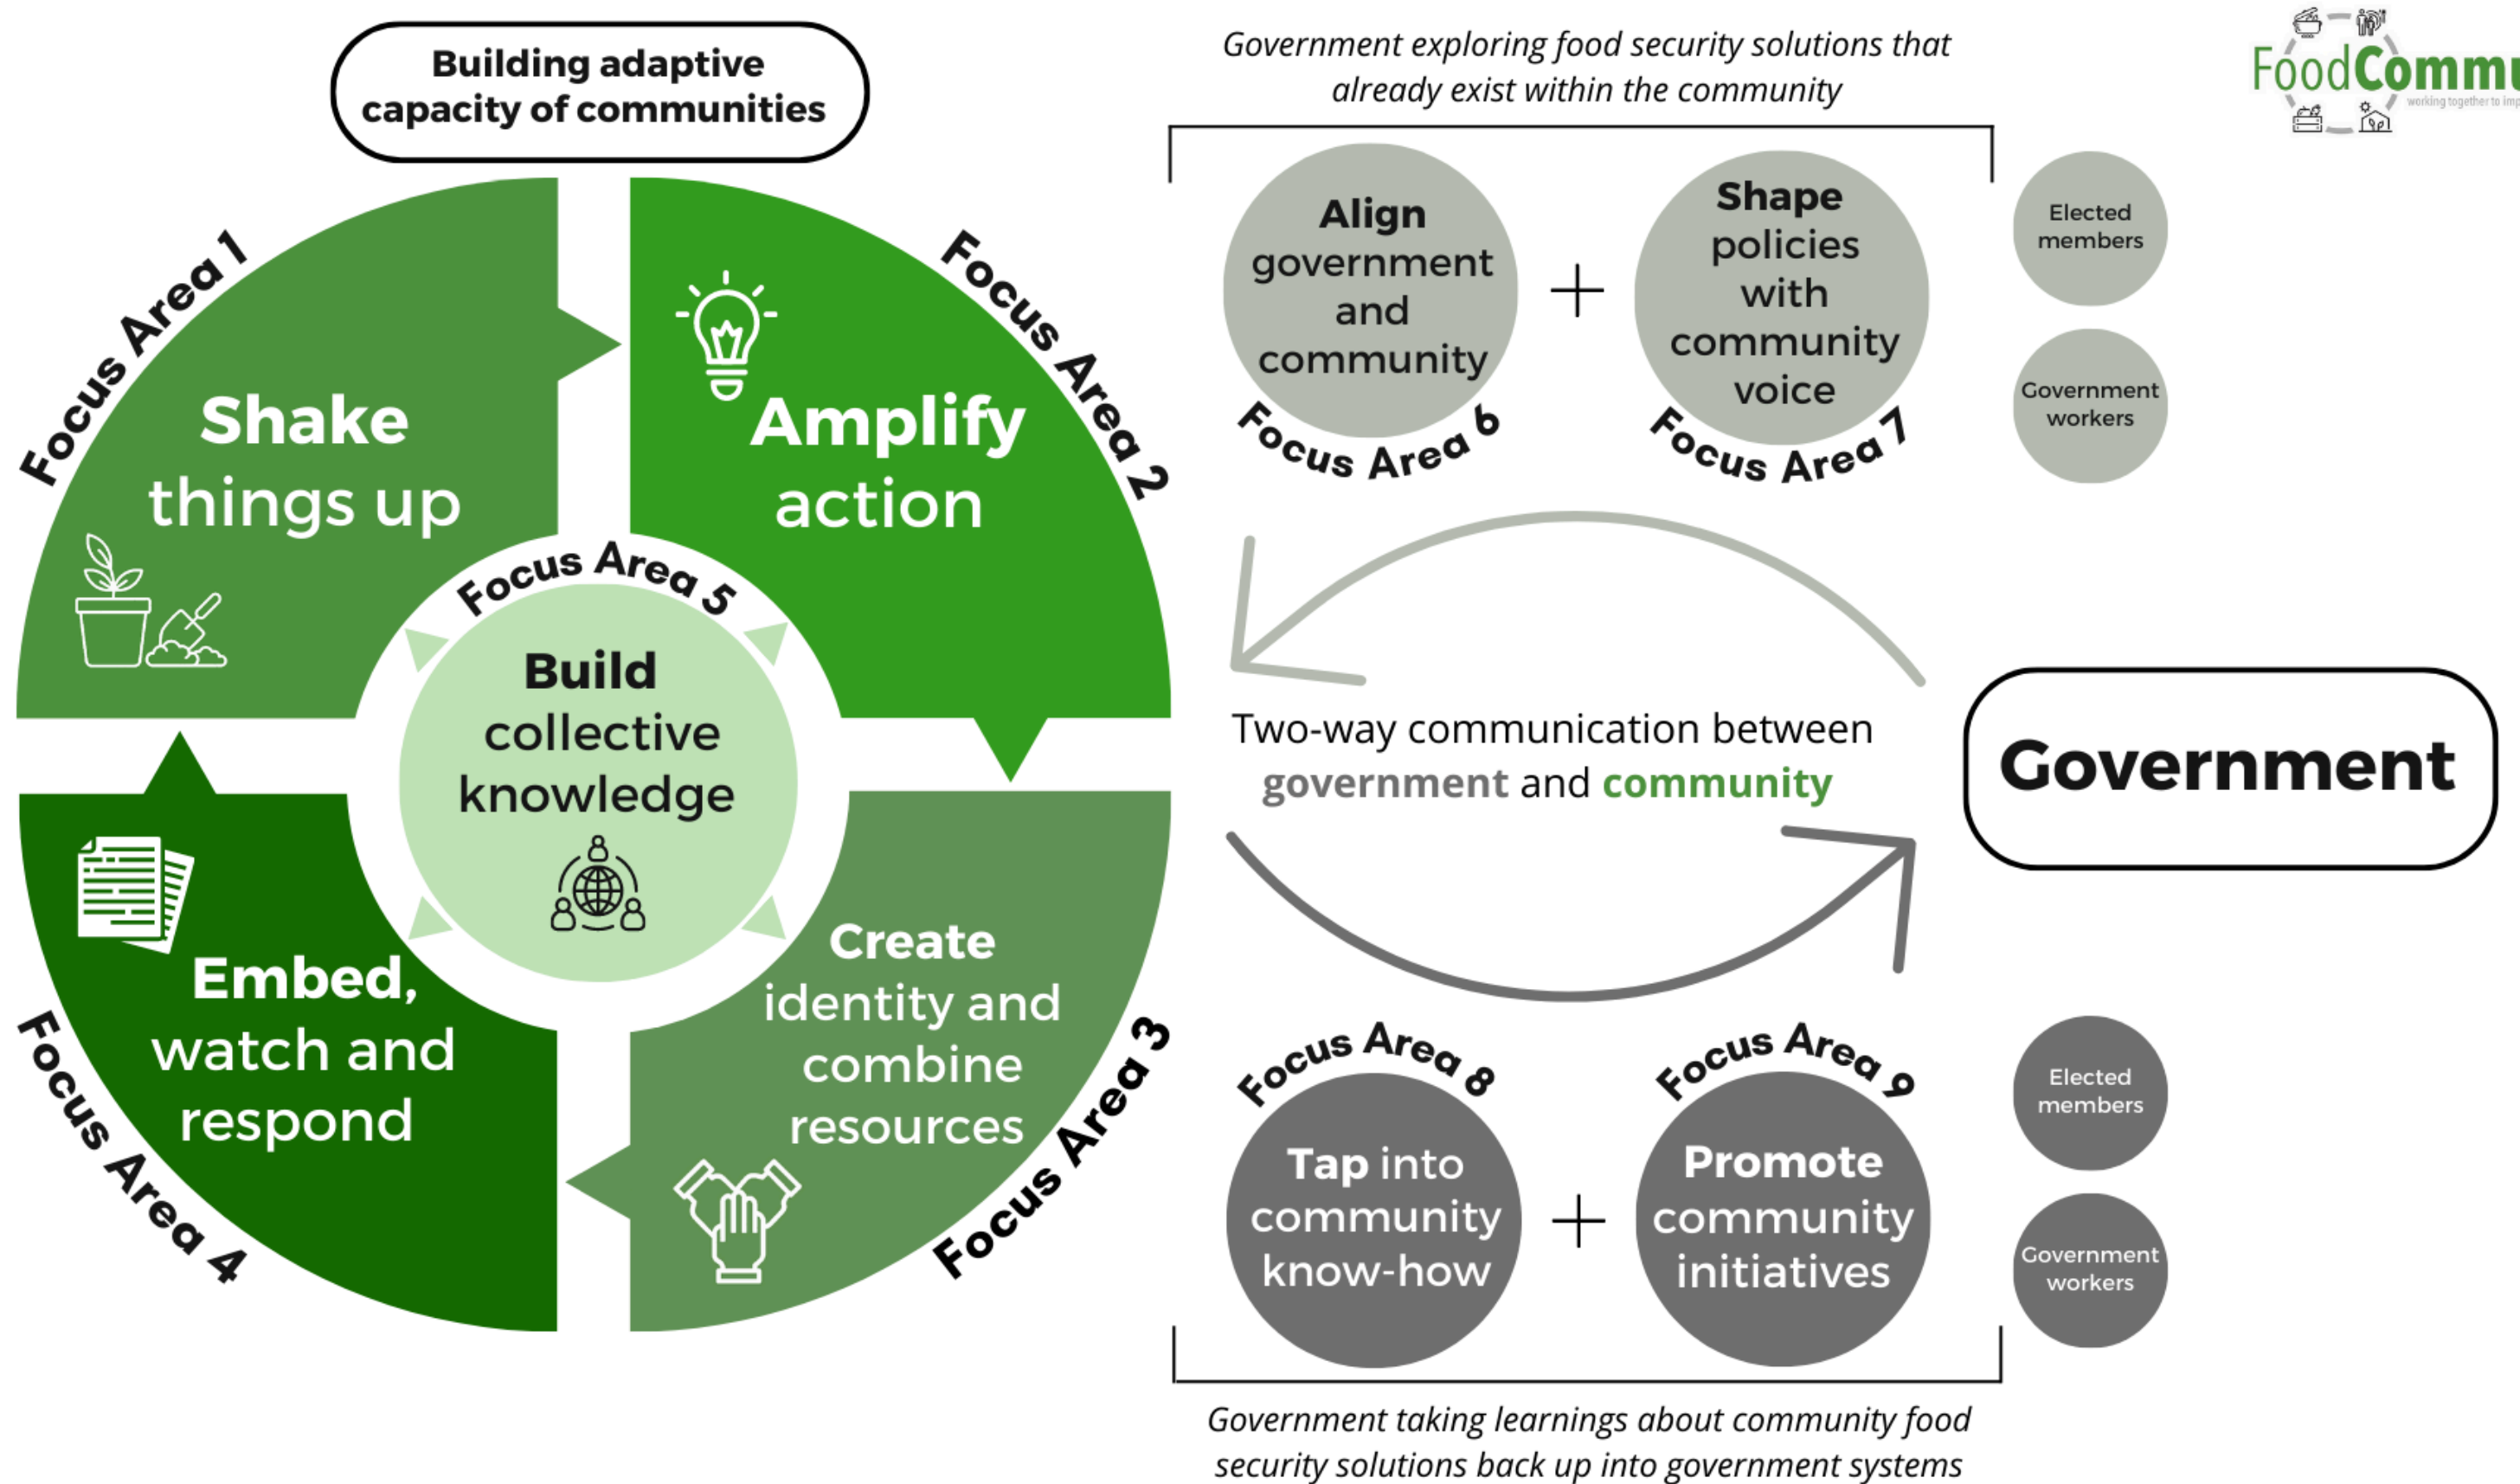 Building adaptive
capacity of communities
Focus Area 1
Shake
things up
Focus Area 2
Amplify
action
Focus Area 5
Build
collective
knowledge
Focus Area 3
Create
identity and
combine
resources
Focus Area 4
Embed,
watch and
respond
Government exploring food security solutions that
already exist within the community
Align
government
and
community
Focus Area 6
Shape
policies
with
community
voice
Focus Area 7
Elected
members
Government
workers
Two-way communication between
government and community
Government
Focus Area 8
Tap into
community
know-how
Focus Area 9
Promote
community
initiatives
Elected
members
Government
workers
Government taking learnings about community food
security solutions back up into government systems
FoodCommu
working together to imp